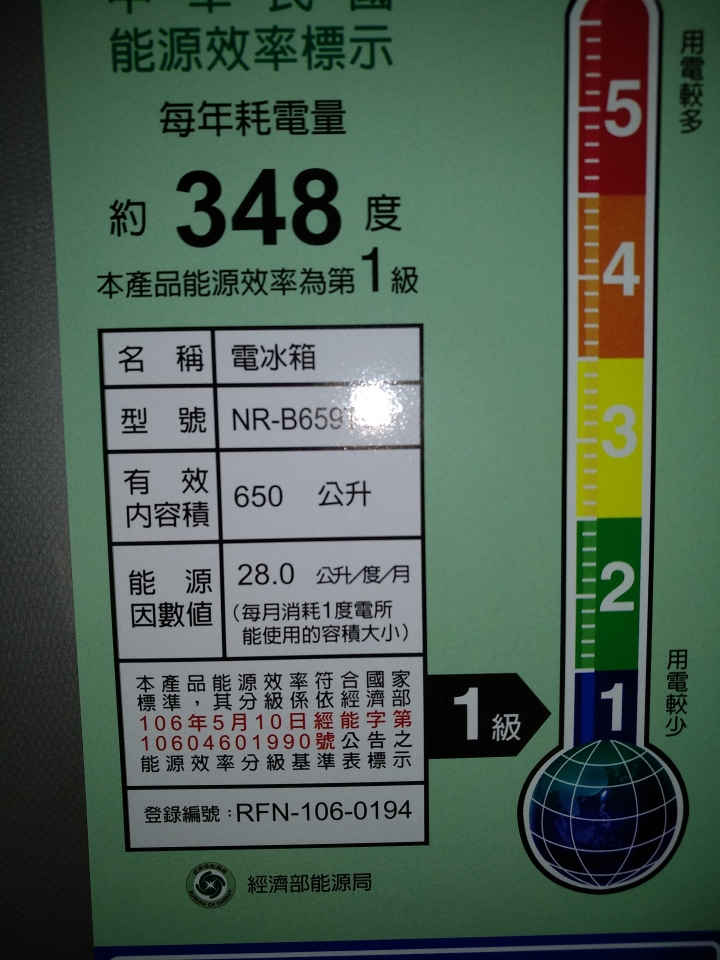 中華民國
能源效率標示
每年耗電量
約 348 度
本產品能源效率為第1級
名稱 電冰箱
型號 NR-B659
有效內容積 650 公升
能源因數值 28.0 公升/度/月
(每月消耗1度電所
能使用的容積大小)
本產品能源效率符合國家
標準,其分級係依經濟部
106年5月10日經能字第
10604601990號公告之
能源效率分級基準表標示
登錄編號:RFN-106-0194
經濟部能源局
用電較多
5
4
3
2
1
用電較少
1級